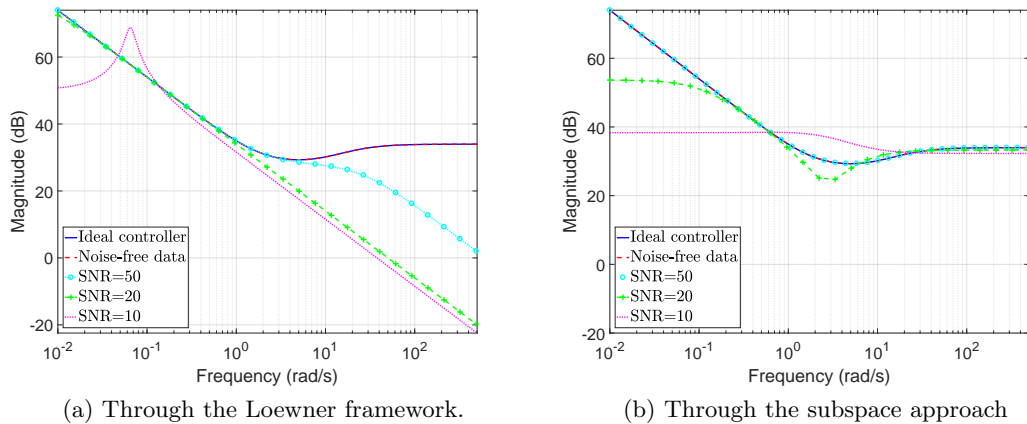 60
40
20
0
-20
Magnitude (dB)
Ideal controller
Noise-free data
SNR=50
SNR=20
SNR=10
10^-2
10^-1
10^0
10^1
10^2
Frequency (rad/s)
(a) Through the Loewner framework.
60
40
20
0
-20
Magnitude (dB)
Ideal controller
Noise-free data
SNR=50
SNR=20
SNR=10
10^-2
10^-1
10^0
10^1
10^2
Frequency (rad/s)
(b) Through the subspace approach